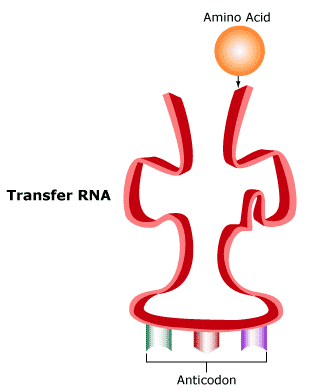 Amino Acid
Transfer RNA
Anticodon